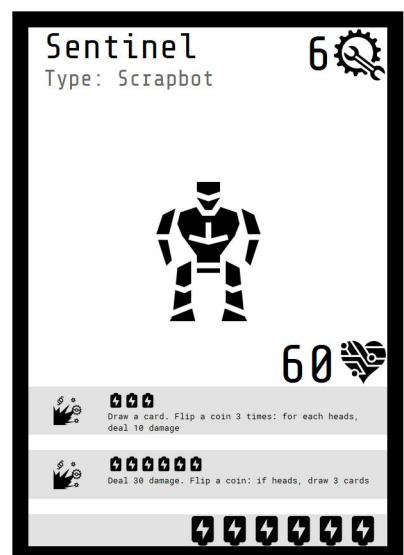 Sentinel
6
Type: Scrapbot
60
Draw a card. Flip a coin 3 times: for each heads,
deal 10 damage
Deal 30 damage. Flip a coin: if heads, draw 3 cards